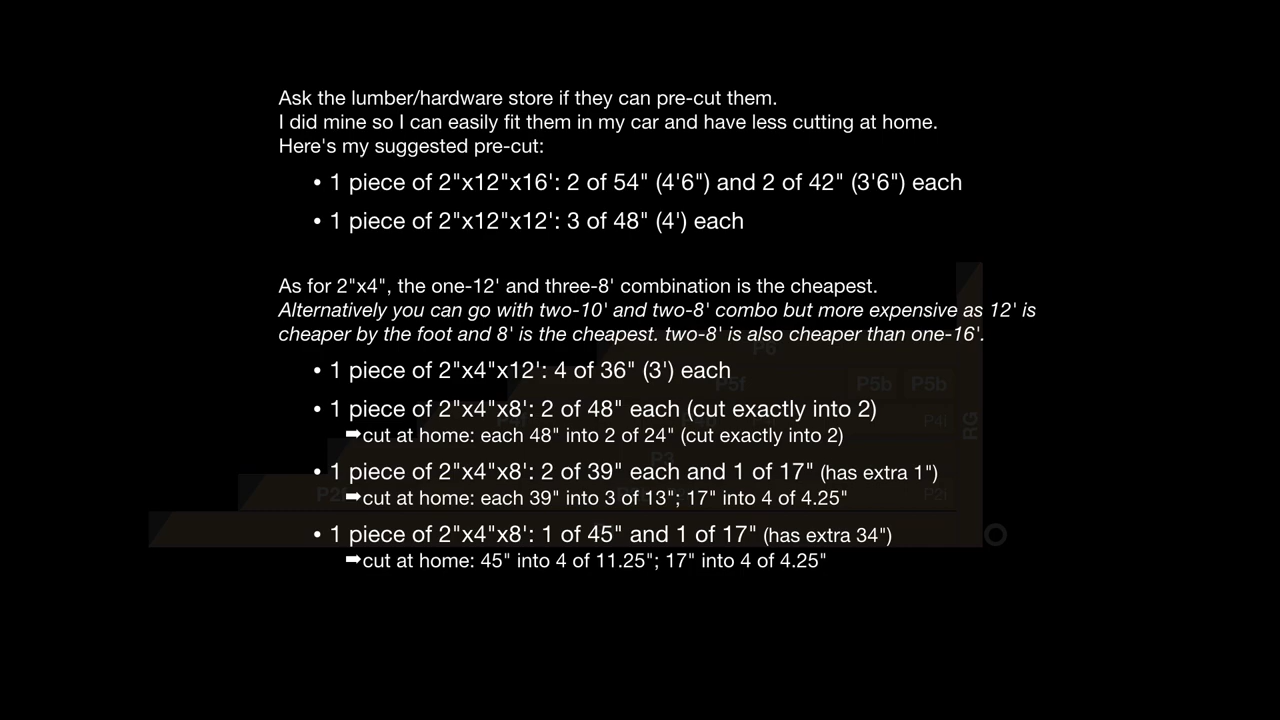 Ask the lumber/hardware store if they can pre-cut them.
I did mine so I can easily fit them in my car and have less cutting at home.
Here's my suggested pre-cut:
• 1 piece of 2"x12"x16': 2 of 54" (4'6") and 2 of 42" (3'6") each
• 1 piece of 2"x12"x12': 3 of 48" (4') each
As for 2"x4", the one-12' and three-8' combination is the cheapest.
Alternatively you can go with two-10' and two-8' combo but more expensive as 12' is
cheaper by the foot and 8' is the cheapest. two-8' is also cheaper than one-16'.
P6
• 1 piece of 2"x4"x12': 4 of 36" (3') each
P5f P5b P5b
• 1 piece of 2"x4"x8': 2 of 48" each (cut exactly into 2)
P4i
RG
➡cut at home: each 48" into 2 of 24" (cut exactly into 2)
P3
• 1 piece of 2"x4"x8': 2 of 39" each and 1 of 17" (has extra 1")
➡cut at home: each 39" into 3 of 13"; 17" into 4 of 4.25"
P2i
• 1 piece of 2"x4"x8': 1 of 45" and 1 of 17" (has extra 34")
➡cut at home: 45" into 4 of 11.25"; 17" into 4 of 4.25"